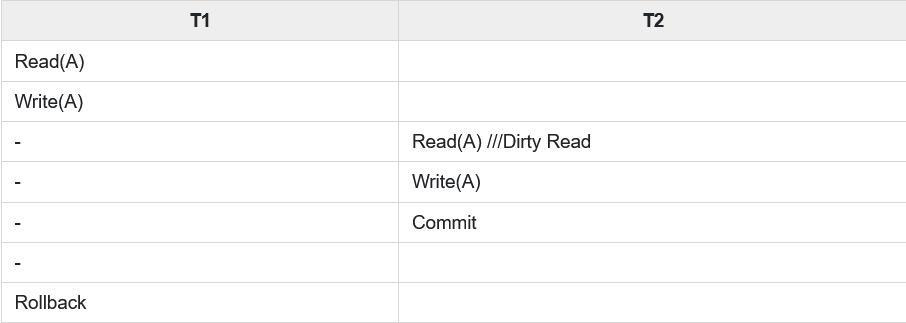 T1 T2
Read(A)
Write(A)
- Read(A) ///Dirty Read
- Write(A)
- Commit
-
Rollback